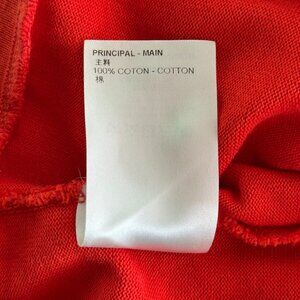 PRINCIPAL - MAIN
主料
100% COTON - COTTON
棉